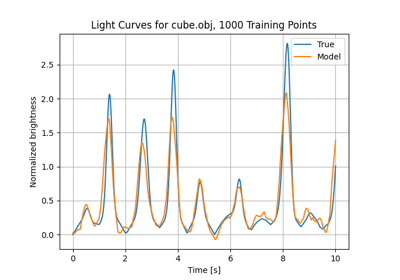 Light Curves for cube.obj, 1000 Training Points
True
Model
Normalized brightness
2.5
2.0
1.5
1.0
0.5
0.0
0
2
4
6
8
10
Time [s]